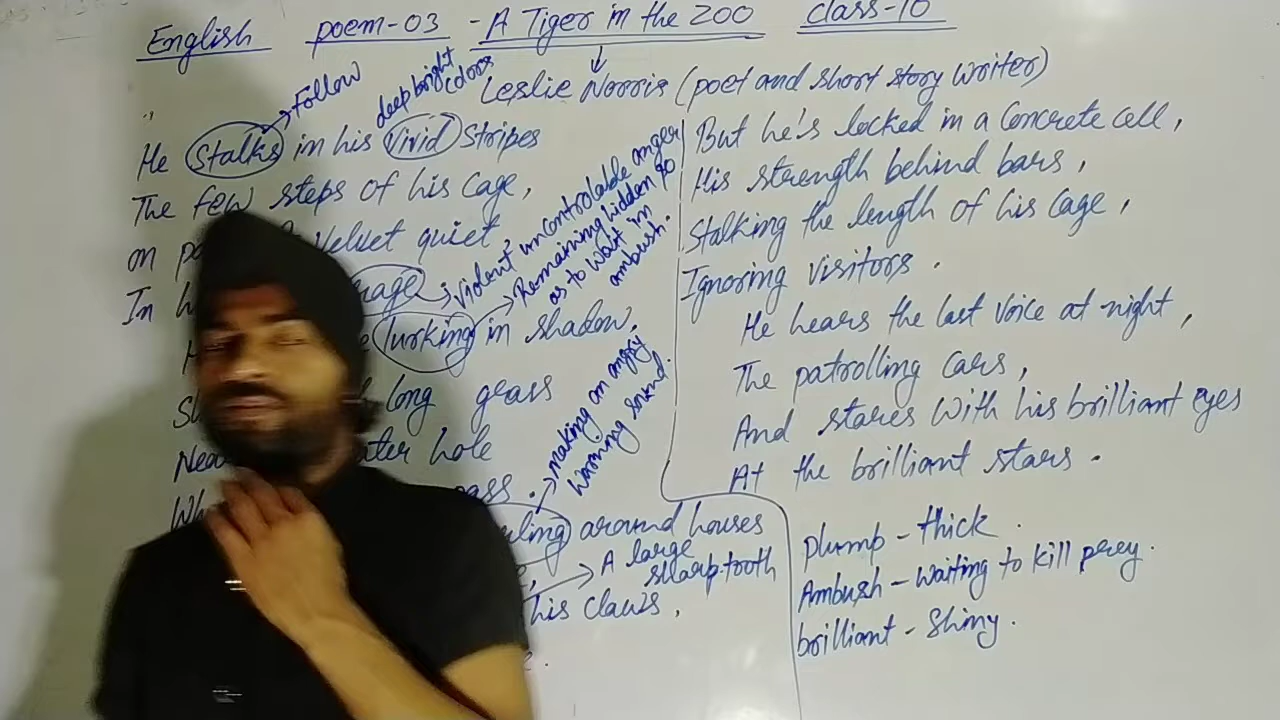 English poem-03 - A Tiger in the ZOO class-10
Leslie Norris (poet and short story writer)
Follow
deep bright
colors
He stalks in his vivid stripes
The few steps of his cage,
on velvet quiet,
In rage
Violent uncontrolable anger
Remaining hidden so
as to wait in
ambush.
lurking in shadow,
long grass
Near water hole
making an angry
warning sound.
around houses
A large
sharp tooth
his claws,
But he's locked in a concrete cell,
His strength behind bars,
Stalking the length of his cage,
Ignoring visitors.
He hears the last voice at night,
The patrolling cars,
And stares with his brilliant eyes
At the brilliant stars.
plump - thick
Ambush - waiting to kill prey.
brilliant - Shiny.